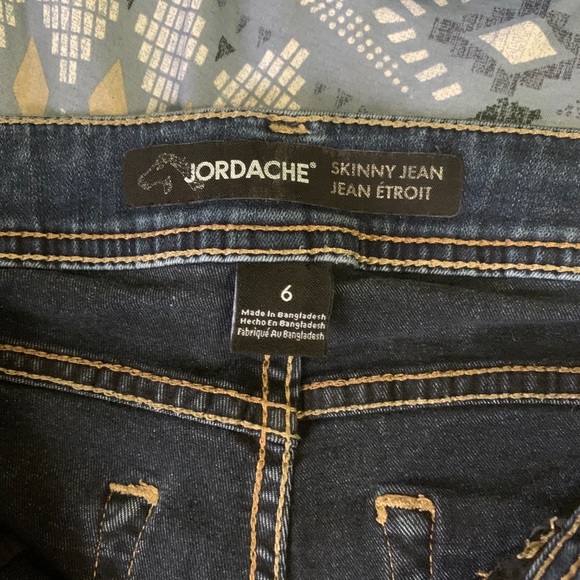 JORDACHE® SKINNY JEAN
JEAN ÉTROIT
6
Made In Bangladesh
Hecho En Bangladesh
Fabriqué Au Bangladesh